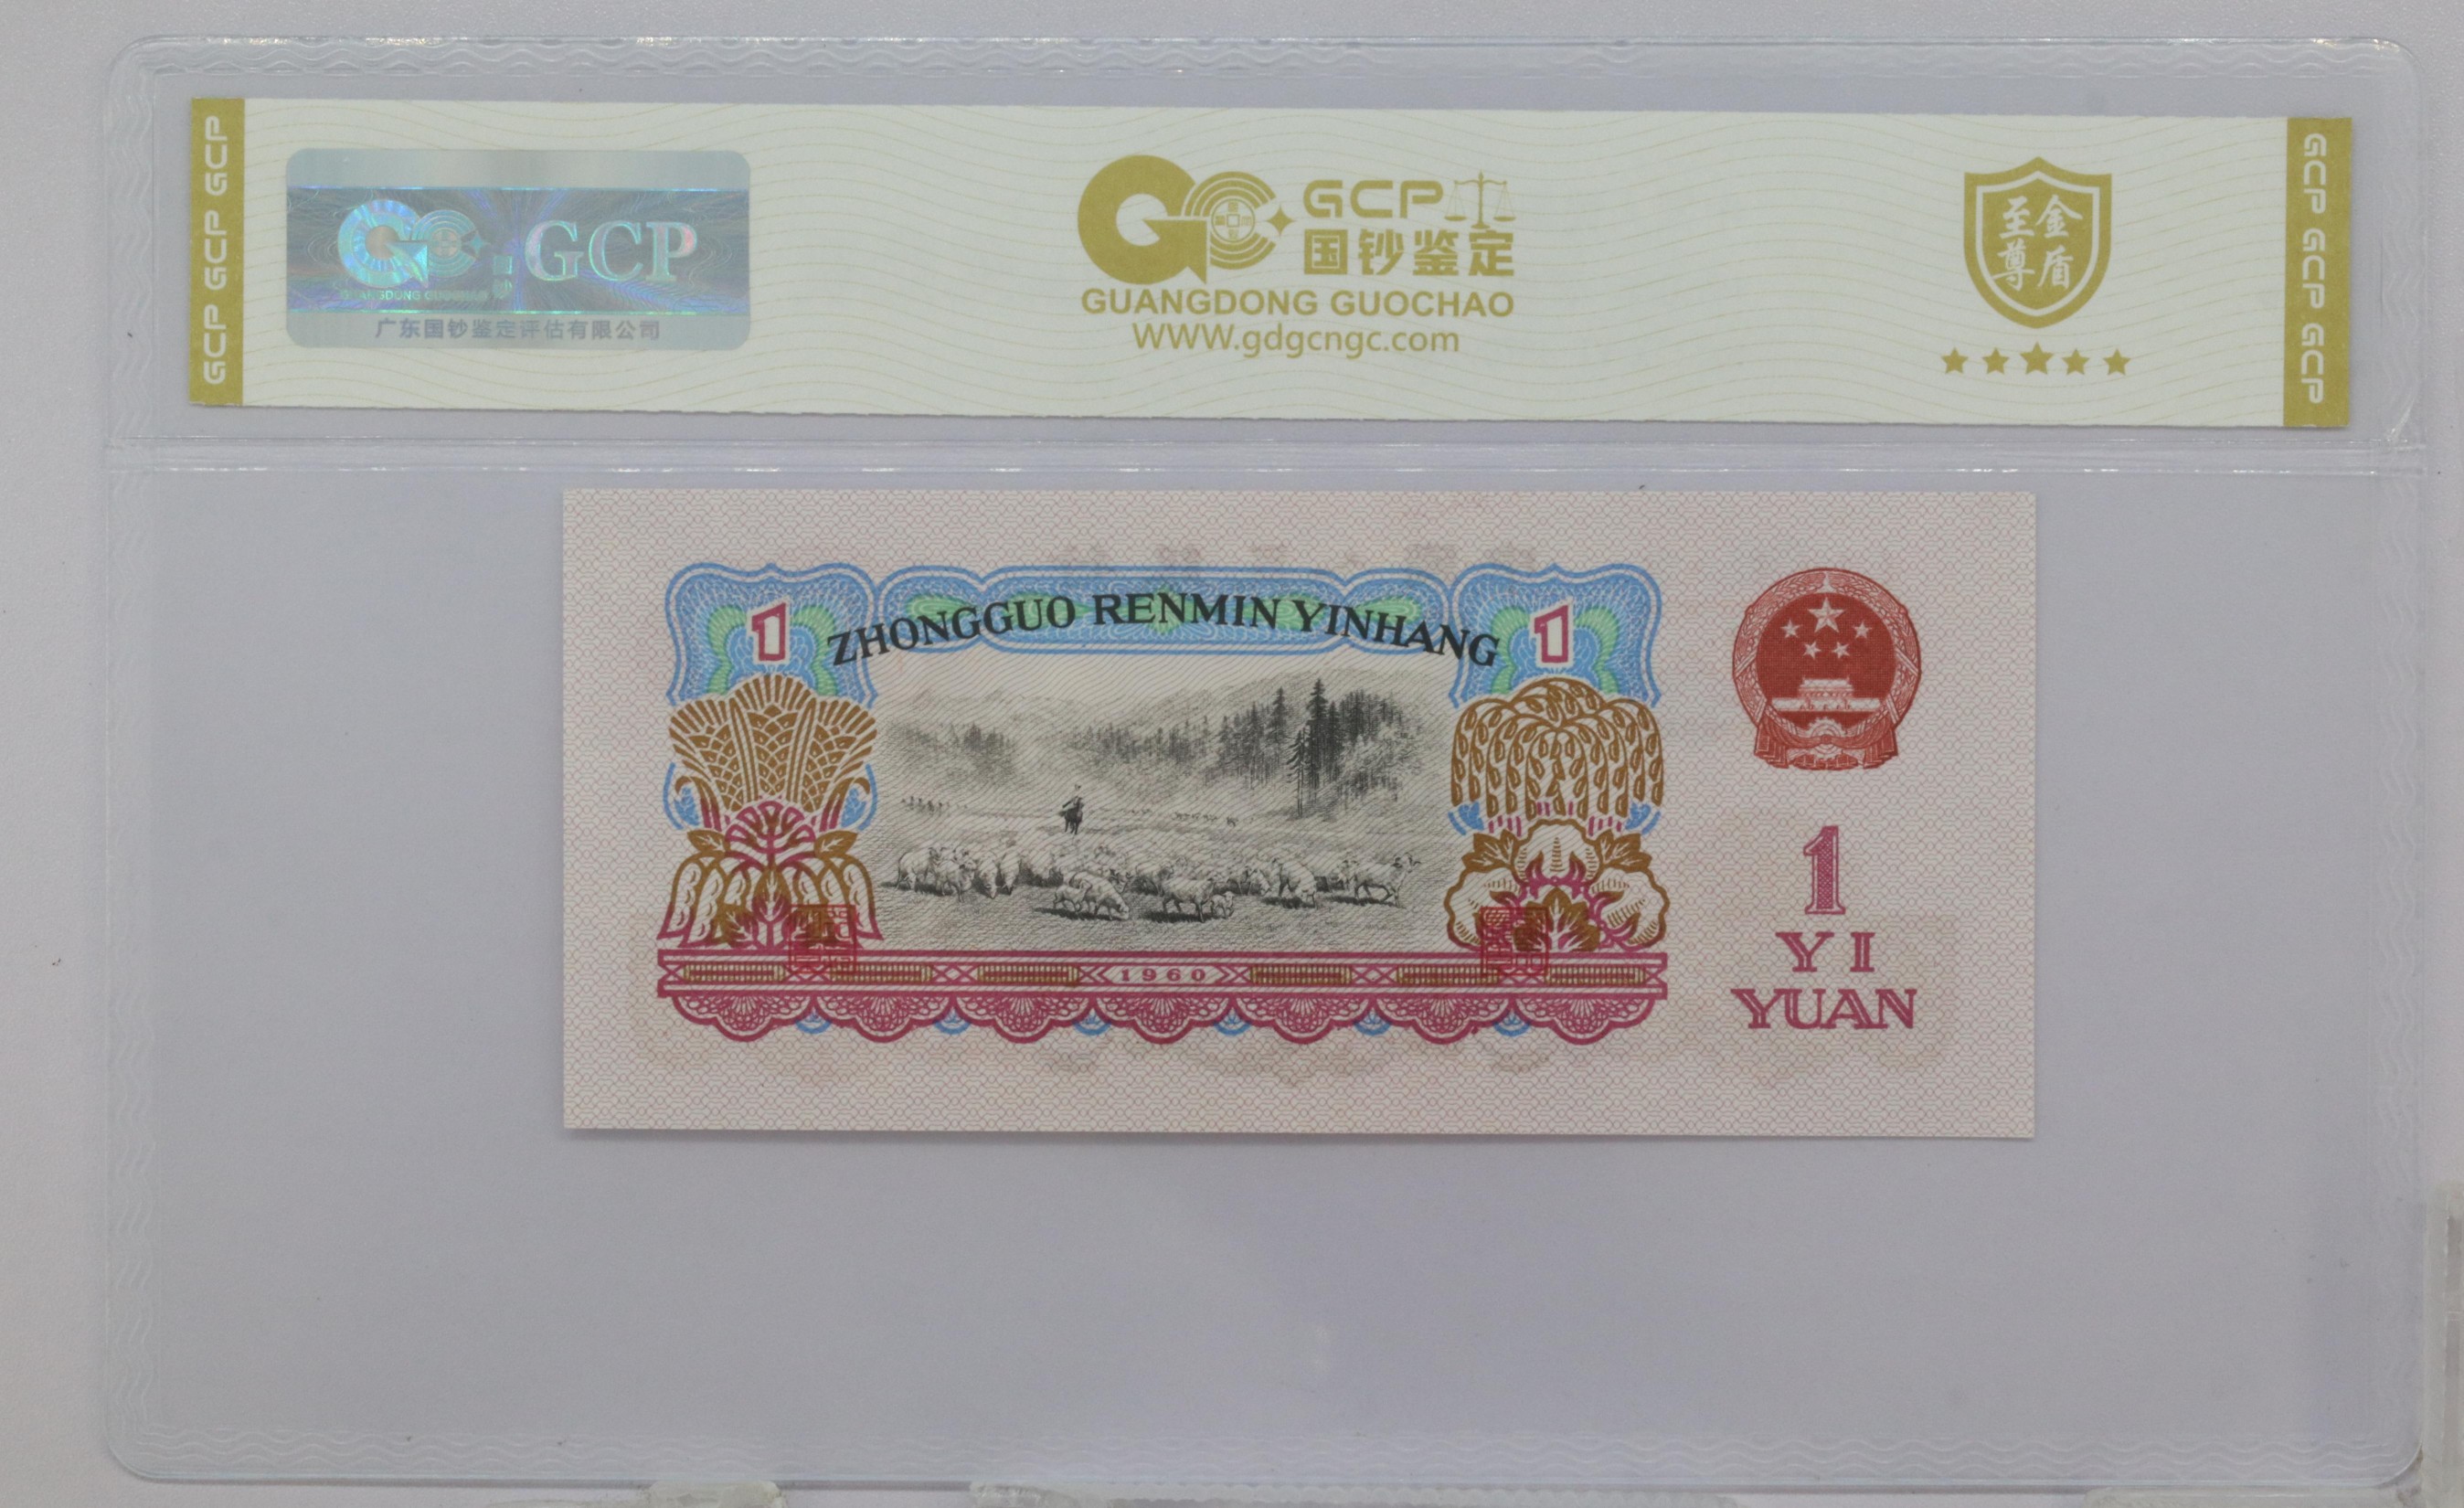 GCP GCP GCP
GCP
GUANGDONG GUOCHAO
广东国钞鉴定评估有限公司
GCP
国钞鉴定
GUANGDONG GUOCHAO
WWW.gdgcngc.com
至尊
金盾
GCP GCP GCP
ZHONGGUO RENMIN YINHANG
1
1
1960
1
YI
YUAN